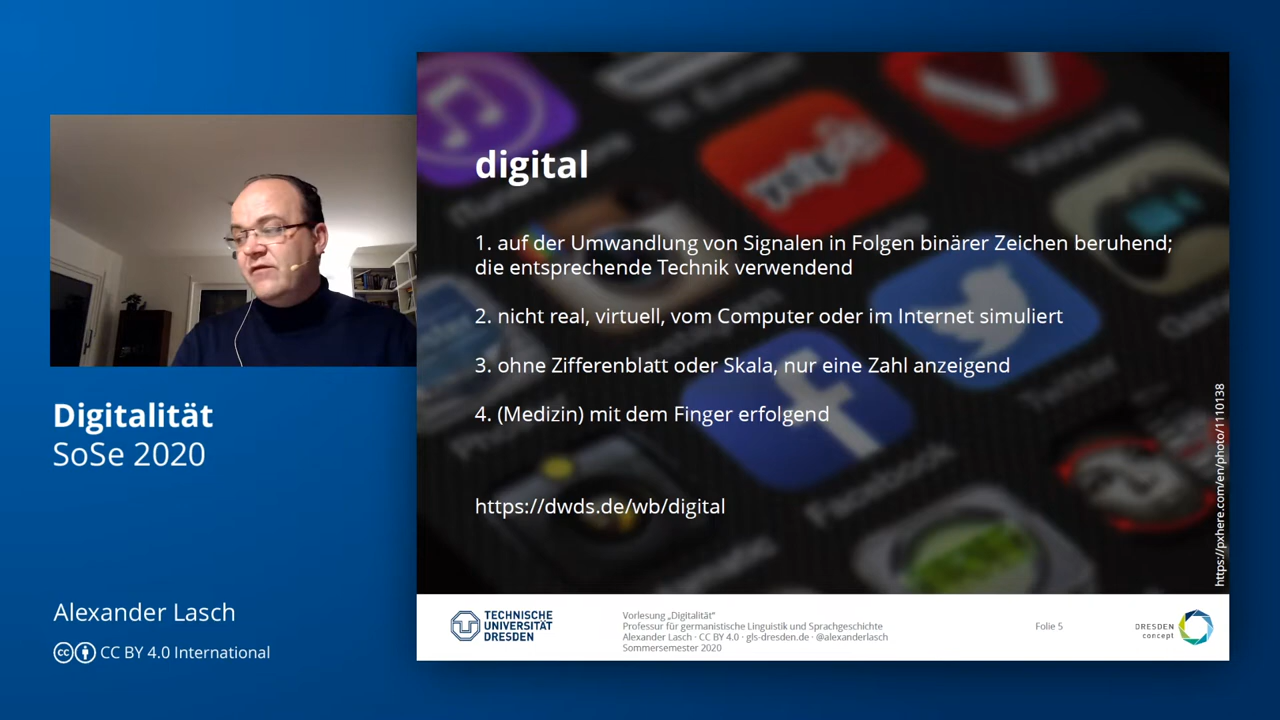 digital
1. auf der Umwandlung von Signalen in Folgen binärer Zeichen beruhend;
die entsprechende Technik verwendend
2. nicht real, virtuell, vom Computer oder im Internet simuliert
3. ohne Zifferenblatt oder Skala, nur eine Zahl anzeigend
4. (Medizin) mit dem Finger erfolgend
https://dwds.de/wb/digital
https://pxhere.com/en/photo/1110138
Facebook
Twitter
Digitalität
SoSe 2020
Alexander Lasch
CC BY 4.0 International
TECHNISCHE
UNIVERSITÄT
DRESDEN
Vorlesung „Digitalität“
Professur für germanistische Linguistik und Sprachgeschichte
Alexander Lasch · CC BY 4.0 · gls-dresden.de · @alexanderlasch
Sommersemester 2020
Folie 5
DRESDEN
concept